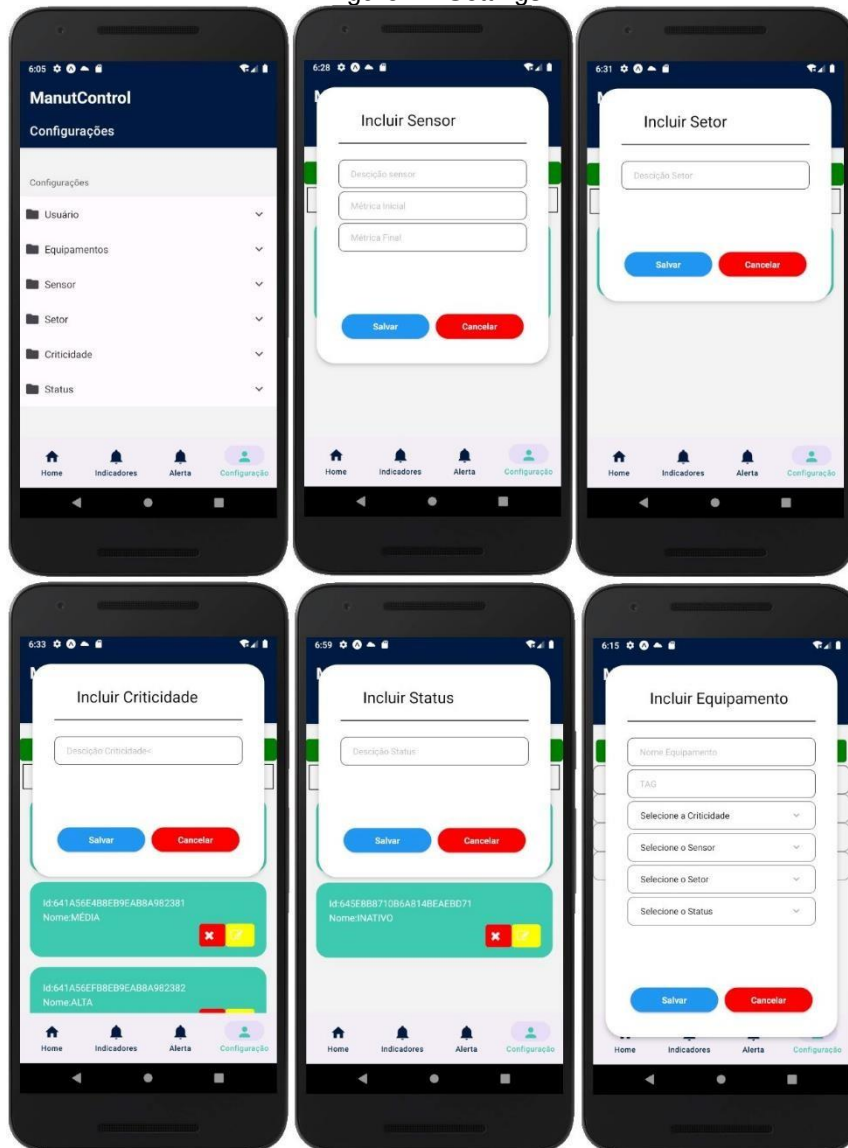 6:05
ManutControl
Configurações
Configurações
Usuário
Equipamentos
Sensor
Setor
Criticidade
Status
Home Indicadores Alerta Configuração
6:28
Incluir Sensor
Descição sensor
Métrica Inicial
Métrica Final
Salvar Cancelar
Home Indicadores Alerta Configuração
6:31
Incluir Setor
Descição Setor
Salvar Cancelar
Home Indicadores Alerta Configuração
6:33
Incluir Criticidade
Descição Criticidade<
Salvar Cancelar
Id:641A56E4B8EB9EAB8A982381
Nome:MÉDIA
Id:641A56EFB8EB9EAB8A982382
Nome:ALTA
Home Indicadores Alerta Configuração
6:59
Incluir Status
Descição Status
Salvar Cancelar
Id:645E8B8710B6A814BEAEBD71
Nome:INATIVO
Home Indicadores Alerta Configuração
6:15
Incluir Equipamento
Nome Equipamento
TAG
Selecione a Criticidade
Selecione o Sensor
Selecione o Setor
Selecione o Status
Salvar Cancelar
Home Indicadores Alerta Configuração